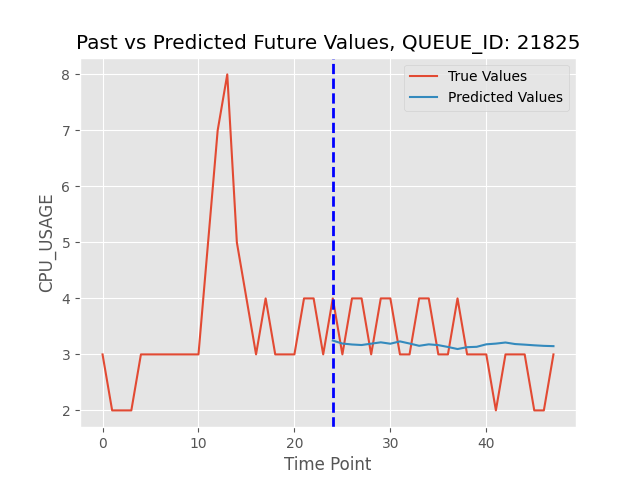 Past vs Predicted Future Values, QUEUE_ID: 21825
True Values
Predicted Values
8
7
6
5
4
3
2
CPU_USAGE
0 10 20 30 40
Time Point